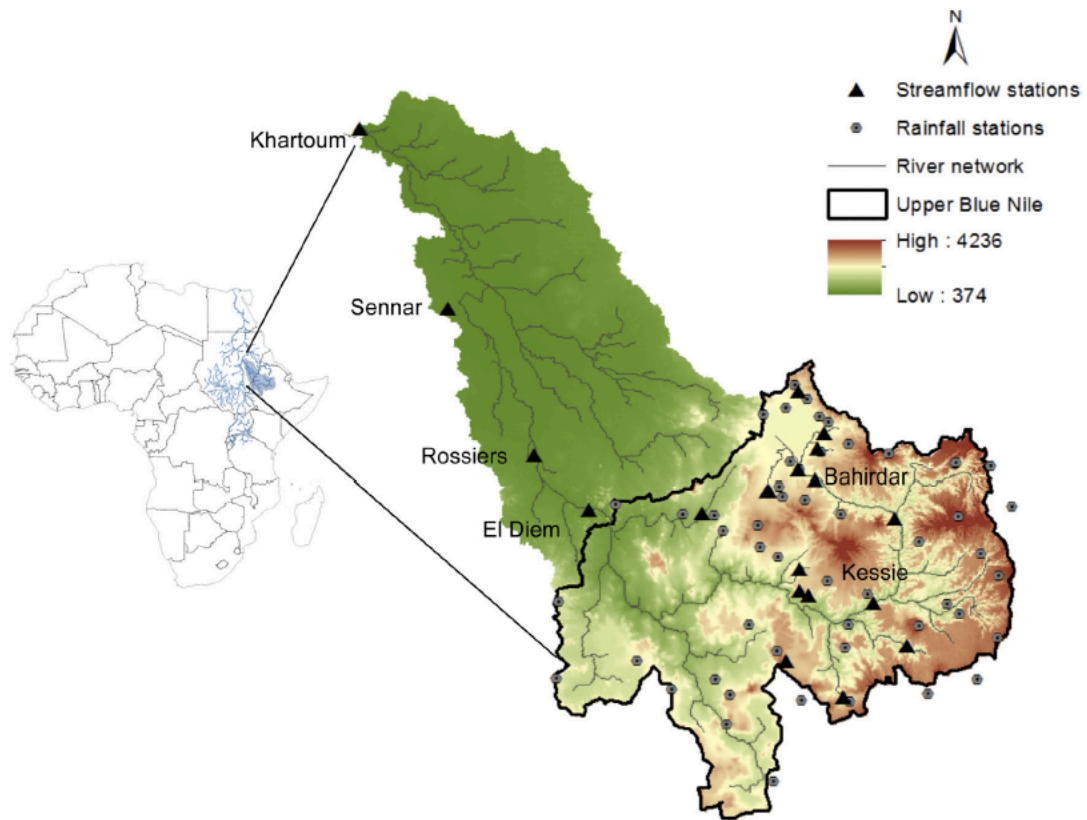 N
Streamflow stations
Rainfall stations
River network
Upper Blue Nile
High : 4236
Low : 374
Khartoum
Sennar
Rossiers
El Diem
Bahirdar
Kessie